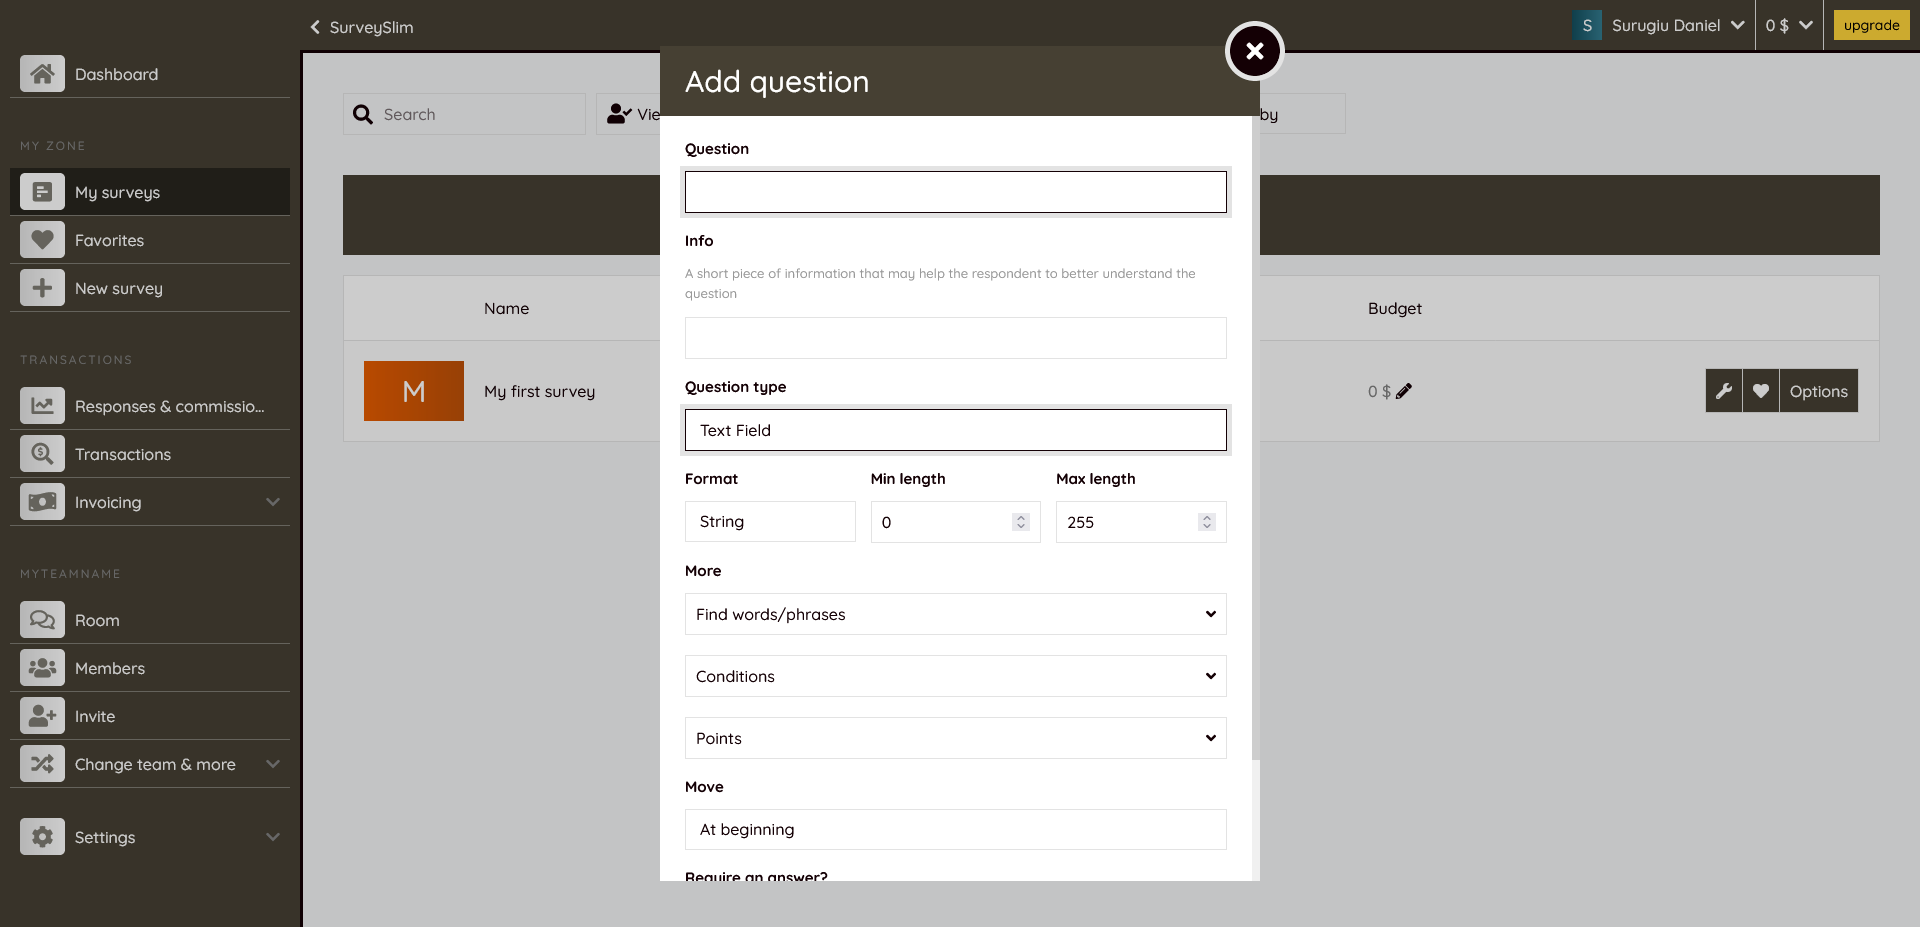 SurveySlim
S
Surugiu Daniel
0 $
upgrade
Dashboard
MY ZONE
My surveys
Favorites
New survey
TRANSACTIONS
Responses & commissio...
Transactions
Invoicing
MYTEAMNAME
Room
Members
Invite
Change team & more
Settings
Search
Vie
by
Name
Budget
M
My first survey
0 $
Options
Add question
Question
Info
A short piece of information that may help the respondent to better understand the
question
Question type
Text Field
Format
Min length
Max length
String
0
255
More
Find words/phrases
Conditions
Points
Move
At beginning
Require an answer?